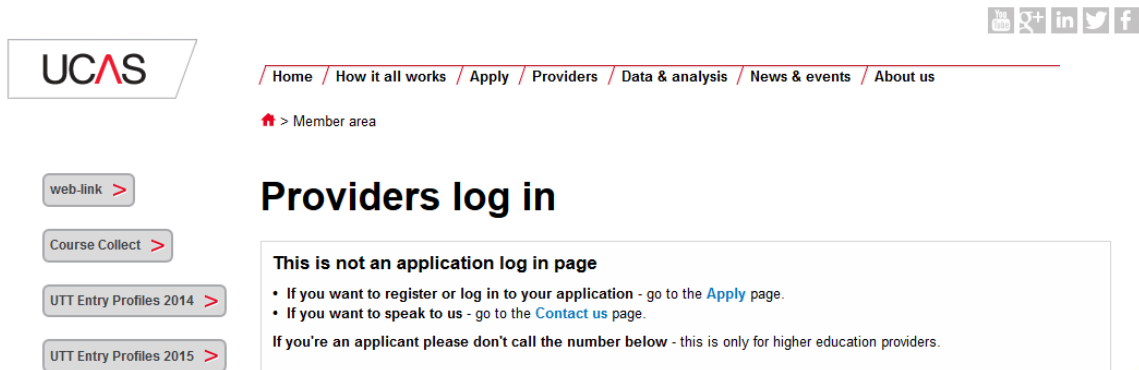 You Tube g+ in f
UCAS
Home / How it all works / Apply / Providers / Data & analysis / News & events / About us
> Member area
web-link >
Course Collect >
UTT Entry Profiles 2014 >
UTT Entry Profiles 2015 >
Providers log in
This is not an application log in page
• If you want to register or log in to your application - go to the Apply page.
• If you want to speak to us - go to the Contact us page.
If you're an applicant please don't call the number below - this is only for higher education providers.